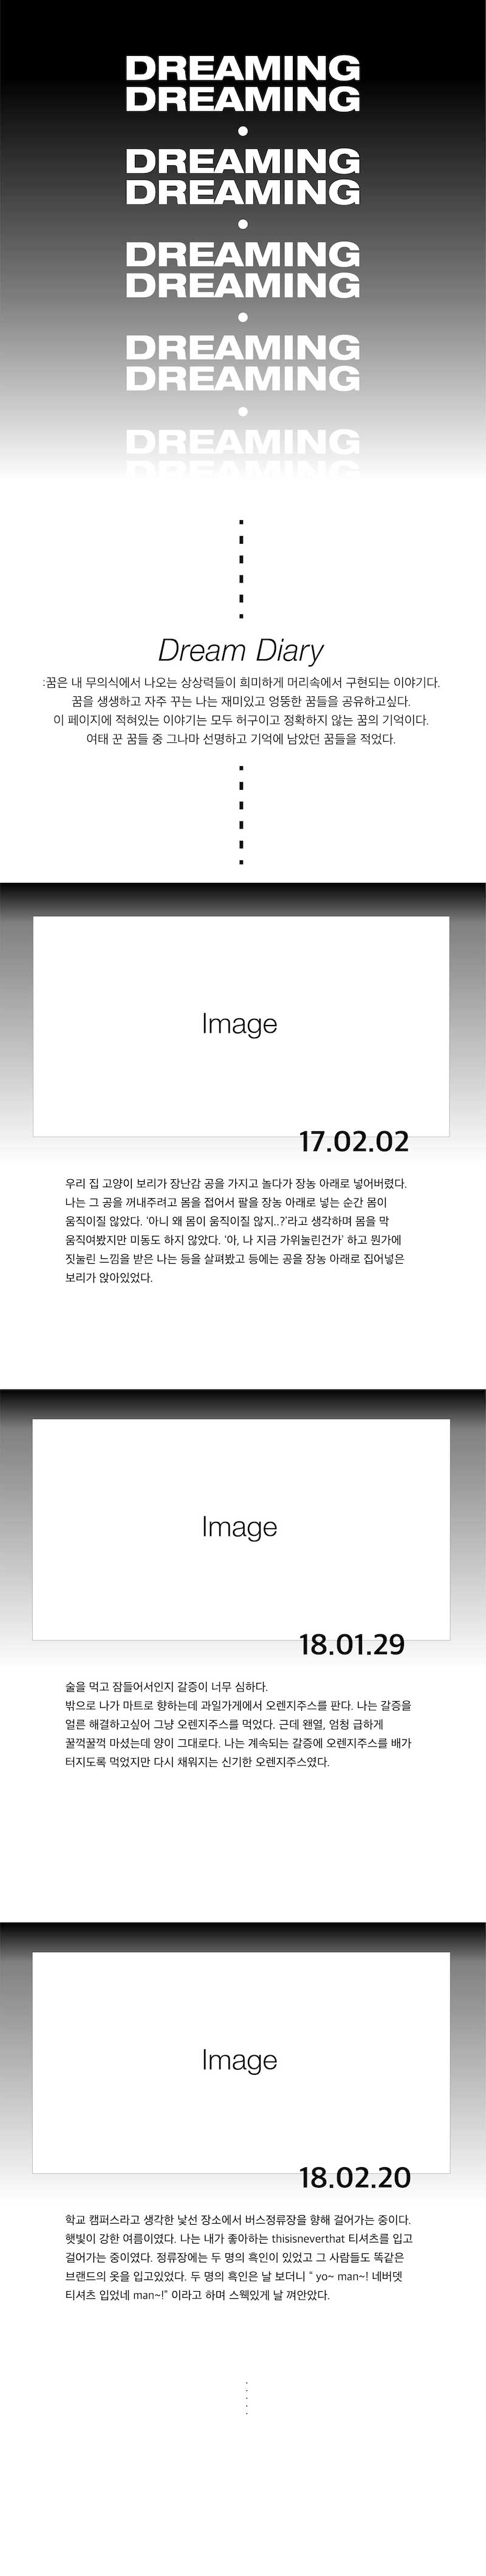 DREAMING
DREAMING
DREAMING
DREAMING
DREAMING
DREAMING
DREAMING
DREAMING
DREAMING
DREAMING
Dream Diary
:꿈은 내 무의식에서 나오는 상상력들이 희미하게 머리속에서 구현되는 이야기다.
꿈을 생생하고 자주 꾸는 나는 재미있고 엉뚱한 꿈들을 공유하고싶다.
이 페이지에 적혀있는 이야기는 모두 허구이고 정확하지 않는 꿈의 기억이다.
여태 꾼 꿈들 중 그나마 선명하고 기억에 남았던 꿈들을 적었다.
Image
17.02.02
우리 집 고양이 보리가 장난감 공을 가지고 놀다가 장농 아래로 넣어버렸다.
나는 그 공을 꺼내주려고 몸을 접어서 팔을 장농 아래로 넣는 순간 몸이
움직이질 않았다. '아니 왜 몸이 움직이질 않지..?'라고 생각하며 몸을 막
움직여봤지만 미동도 하지 않았다. '아, 나 지금 가위눌린건가' 하고 뭔가에
짓눌린 느낌을 받은 나는 등을 살펴봤고 등에는 공을 장농 아래로 집어넣은
보리가 앉아있었다.
Image
18.01.29
술을 먹고 잠들어서인지 갈증이 너무 심하다.
밖으로 나가 마트로 향하는데 과일가게에서 오렌지주스를 판다. 나는 갈증을
얼른 해결하고싶어 그냥 오렌지주스를 먹었다. 근데 왠열, 엄청 급하게
꿀꺽꿀꺽 마셨는데 양이 그대로다. 나는 계속되는 갈증에 오렌지주스를 배가
터지도록 먹었지만 다시 채워지는 신기한 오렌지주스였다.
Image
18.02.20
학교 캠퍼스라고 생각한 낯선 장소에서 버스정류장을 향해 걸어가는 중이다.
햇빛이 강한 여름이였다. 나는 내가 좋아하는 thisisneverthat 티셔츠를 입고
걸어가는 중이였다. 정류장에는 두 명의 흑인이 있었고 그 사람들도 똑같은
브랜드의 옷을 입고있었다. 두 명의 흑인은 날 보더니 “ yo~ man~! 네버뎃
티셔츠 입었네 man~!” 이라고 하며 스웩있게 날 껴안았다.